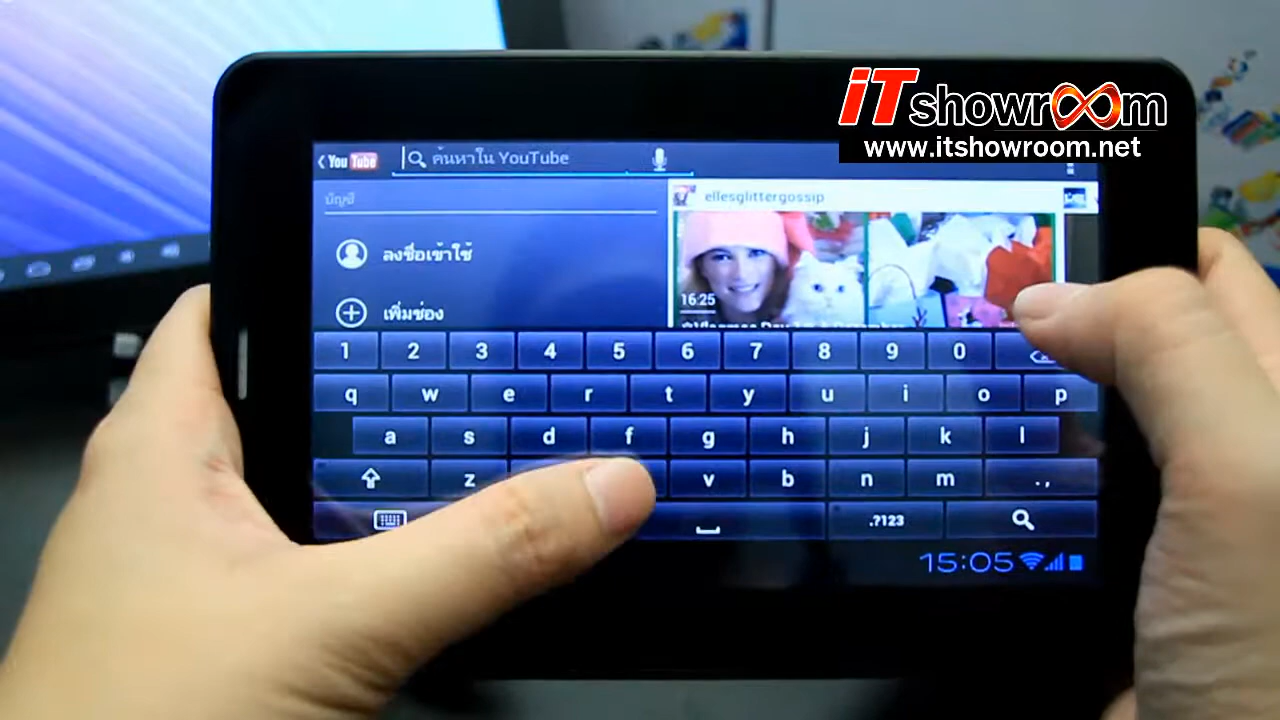 iTshowroom
www.itshowroom.net
YouTube
ค้นหาใน YouTube
บัญชี
ellesglittergossip
ลงชื่อเข้าใช้
16:25
เพิ่มช่อง
1 2 3 4 5 6 7 8 9 0
q w e r t y u i o p
a s d f g h j k l
z v b n m .,
.?123
15:05